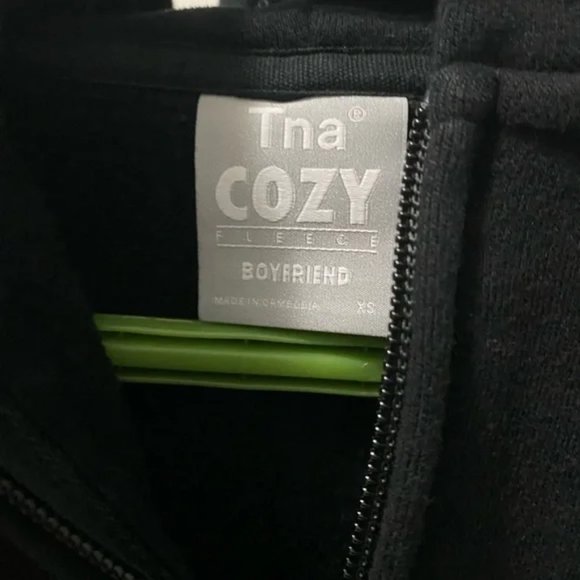 Tna®
COZY
FLEECE
BOYFRIEND
MADE IN CAMBODIA XS